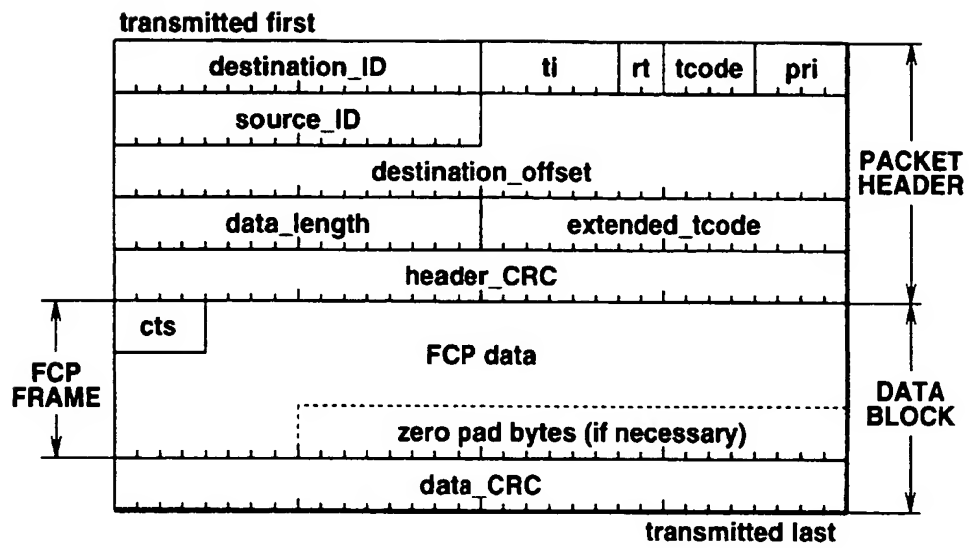 transmitted first
destination_ID ti rt tcode pri
source_ID
destination_offset
PACKET
HEADER
data_length extended_tcode
header_CRC
cts
FCP data
FCP
FRAME
DATA
BLOCK
zero pad bytes (if necessary)
data_CRC
transmitted last